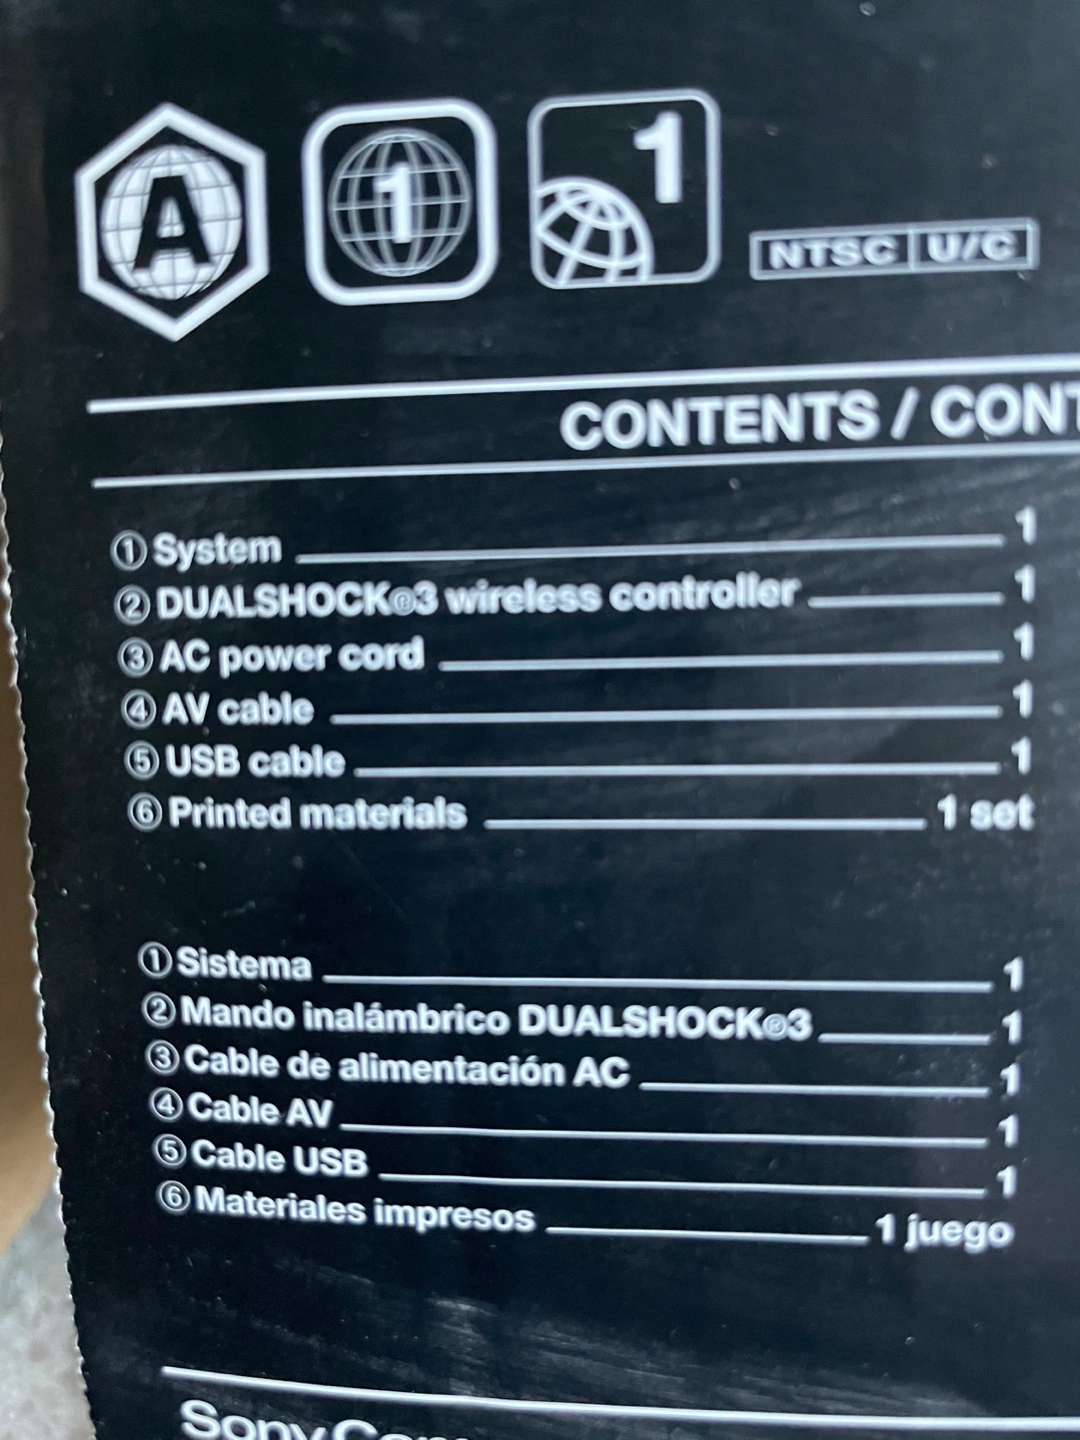 A
1
1
NTSC U/C
CONTENTS / CONT
① System 1
② DUALSHOCK®3 wireless controller 1
③ AC power cord 1
④ AV cable 1
⑤ USB cable 1
⑥ Printed materials 1 set
① Sistema 1
② Mando inalámbrico DUALSHOCK®3 1
③ Cable de alimentación AC 1
④ Cable AV 1
⑤ Cable USB 1
⑥ Materiales impresos 1 juego
Sony